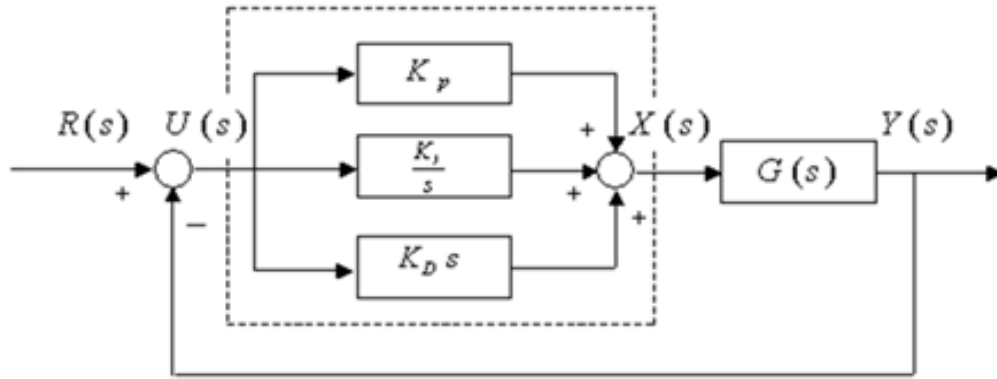 K_p
R(s) U(s) + X(s) Y(s)
K_I/s G(s)
+ +
− +
K_D s